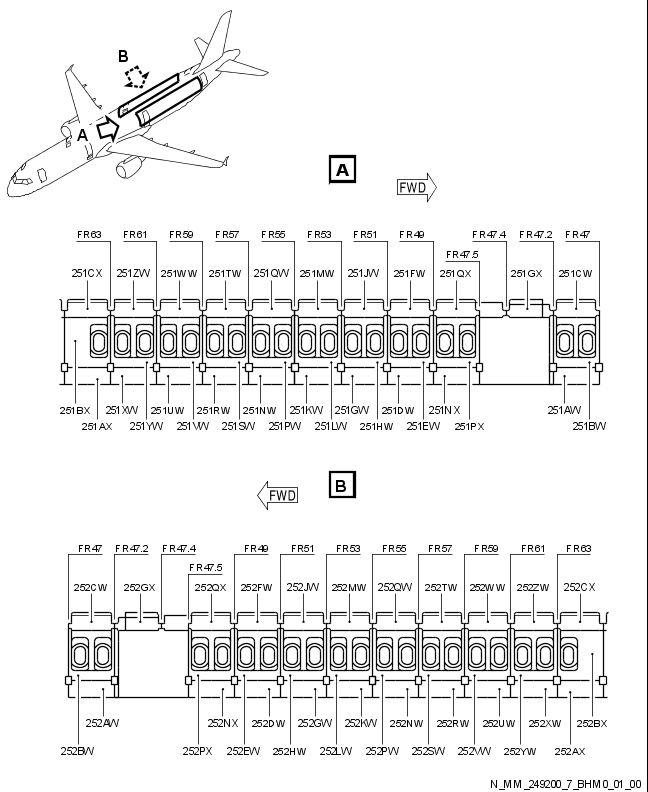 B
A
A
FWD
FR63 FR61 FR59 FR57 FR55 FR53 FR51 FR49 FR47.4 FR47.2 FR47
FR47.5
251CX 251ZW 251WW 251TW 251QW 251MW 251JW 251FW 251QX 251GX 251CW
251BX 251XW 251UW 251RW 251NW 251KW 251GW 251DW 251NX 251AW
251AX 251YW 251VW 251SW 251PW 251LW 251HW 251EW 251PX 251BW
B
FWD
FR47 FR47.2 FR47.4 FR49 FR51 FR53 FR55 FR57 FR59 FR61 FR63
FR47.5
252CW 252GX 252QX 252FW 252JW 252MW 252QW 252TW 252WW 252ZW 252CX
252AW 252NX 252DW 252GW 252KW 252NW 252RW 252UW 252XW 252BX
252BW 252PX 252EW 252HW 252LW 252PW 252SW 252VW 252YW 252AX
N_MM_249200_7_BHM0_01_00